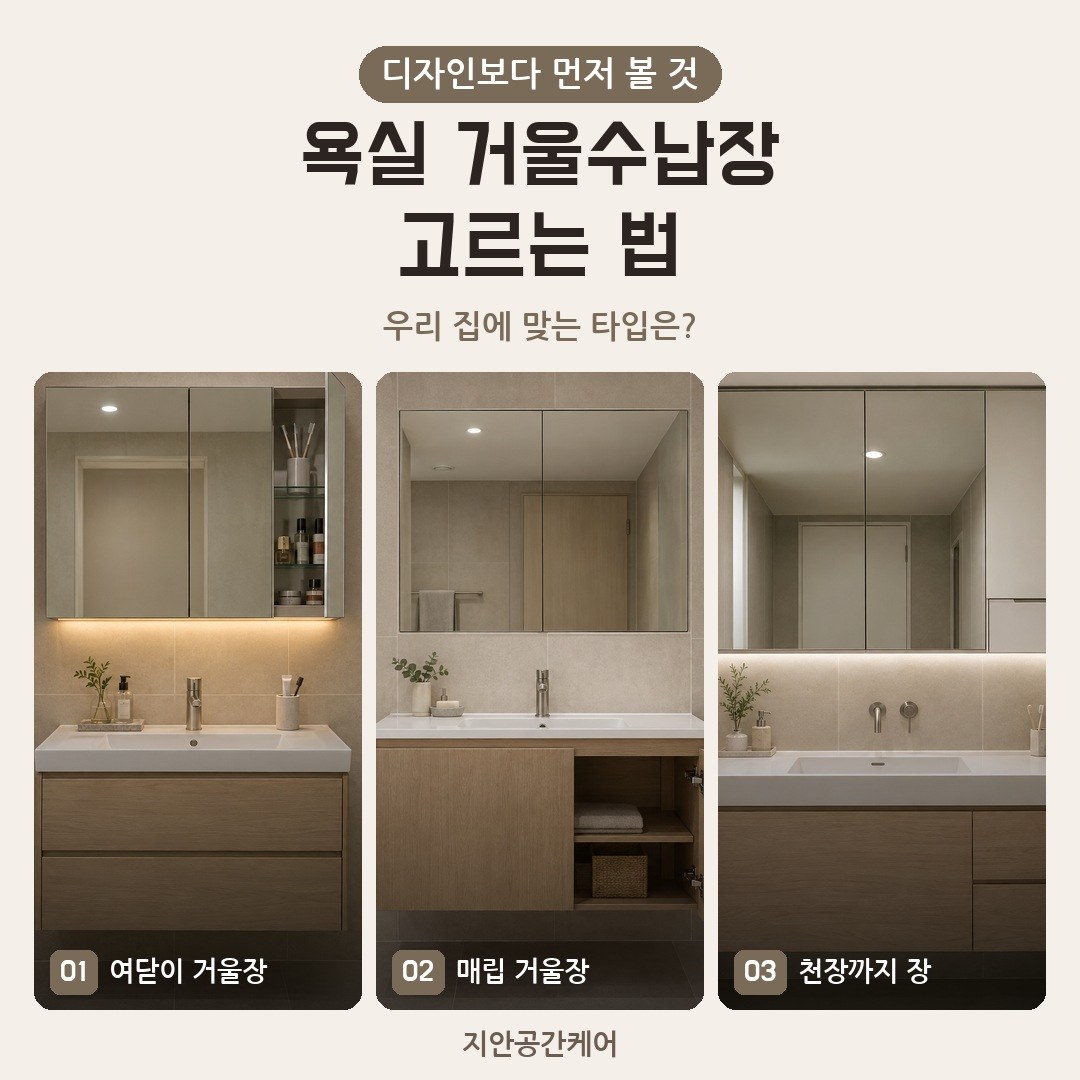 디자인보다 먼저 볼 것
욕실 거울수납장
고르는 법
우리 집에 맞는 타입은?
01 여닫이 거울장
02 매립 거울장
03 천장까지 장
지안공간케어